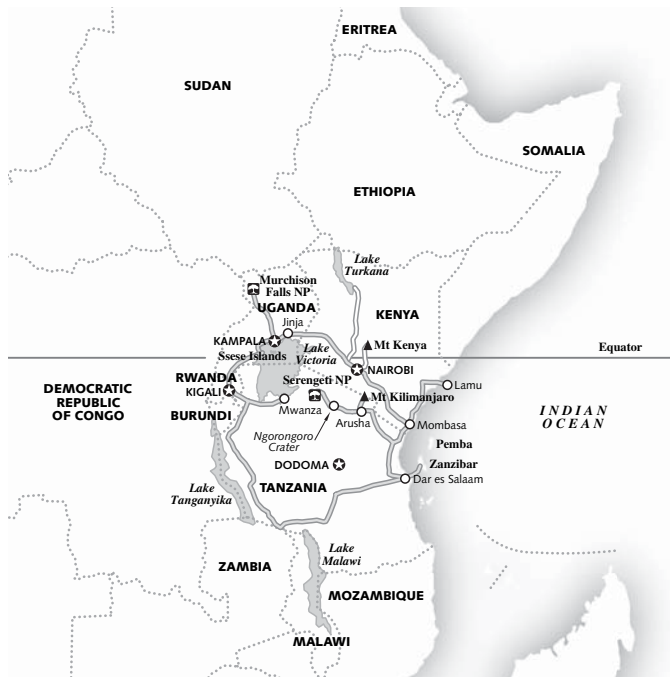 ERITREA
SUDAN
SOMALIA
ETHIOPIA
Lake
Turkana
Murchison
Falls NP
UGANDA
KENYA
Jinja
KAMPALA
Ssese Islands
Lake
Victoria
Mt Kenya
Equator
NAIROBI
RWANDA
KIGALI
Serengeti NP
Lamu
DEMOCRATIC
REPUBLIC
OF CONGO
BURUNDI
Mwanza
Mt Kilimanjaro
Arusha
INDIAN
OCEAN
Mombasa
Ngorongoro
Crater
Pemba
DODOMA
Zanzibar
Dar es Salaam
TANZANIA
Lake
Tanganyika
ZAMBIA
Lake
Malawi
MOZAMBIQUE
MALAWI